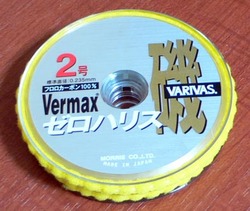 2号
標準直径/0.235mm
フロロカーボン100%
Vermax
VARIVAS.
ゼロハリス
MORRIS CO.,LTD.
MADE IN JAPAN